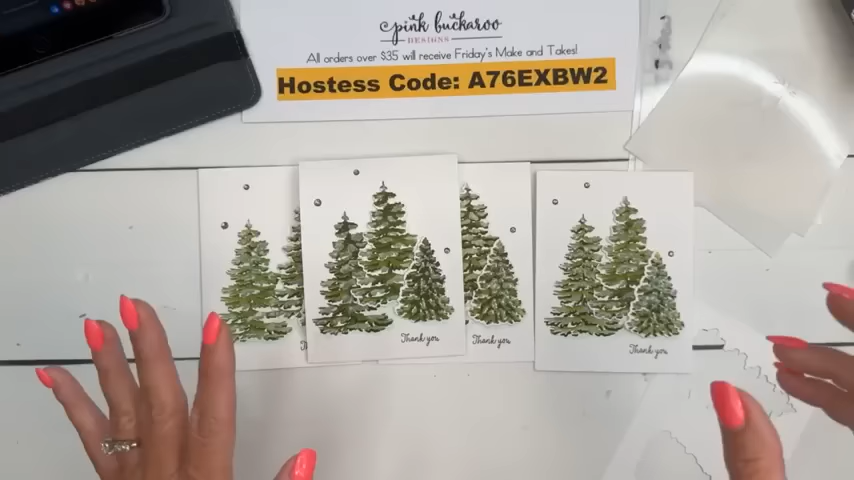 pink buckaroo
DESIGNS
All orders over $35 will receive Friday's Make and Takes!
Hostess Code: A76EXBW2
Thank you
Thank you
Thank you